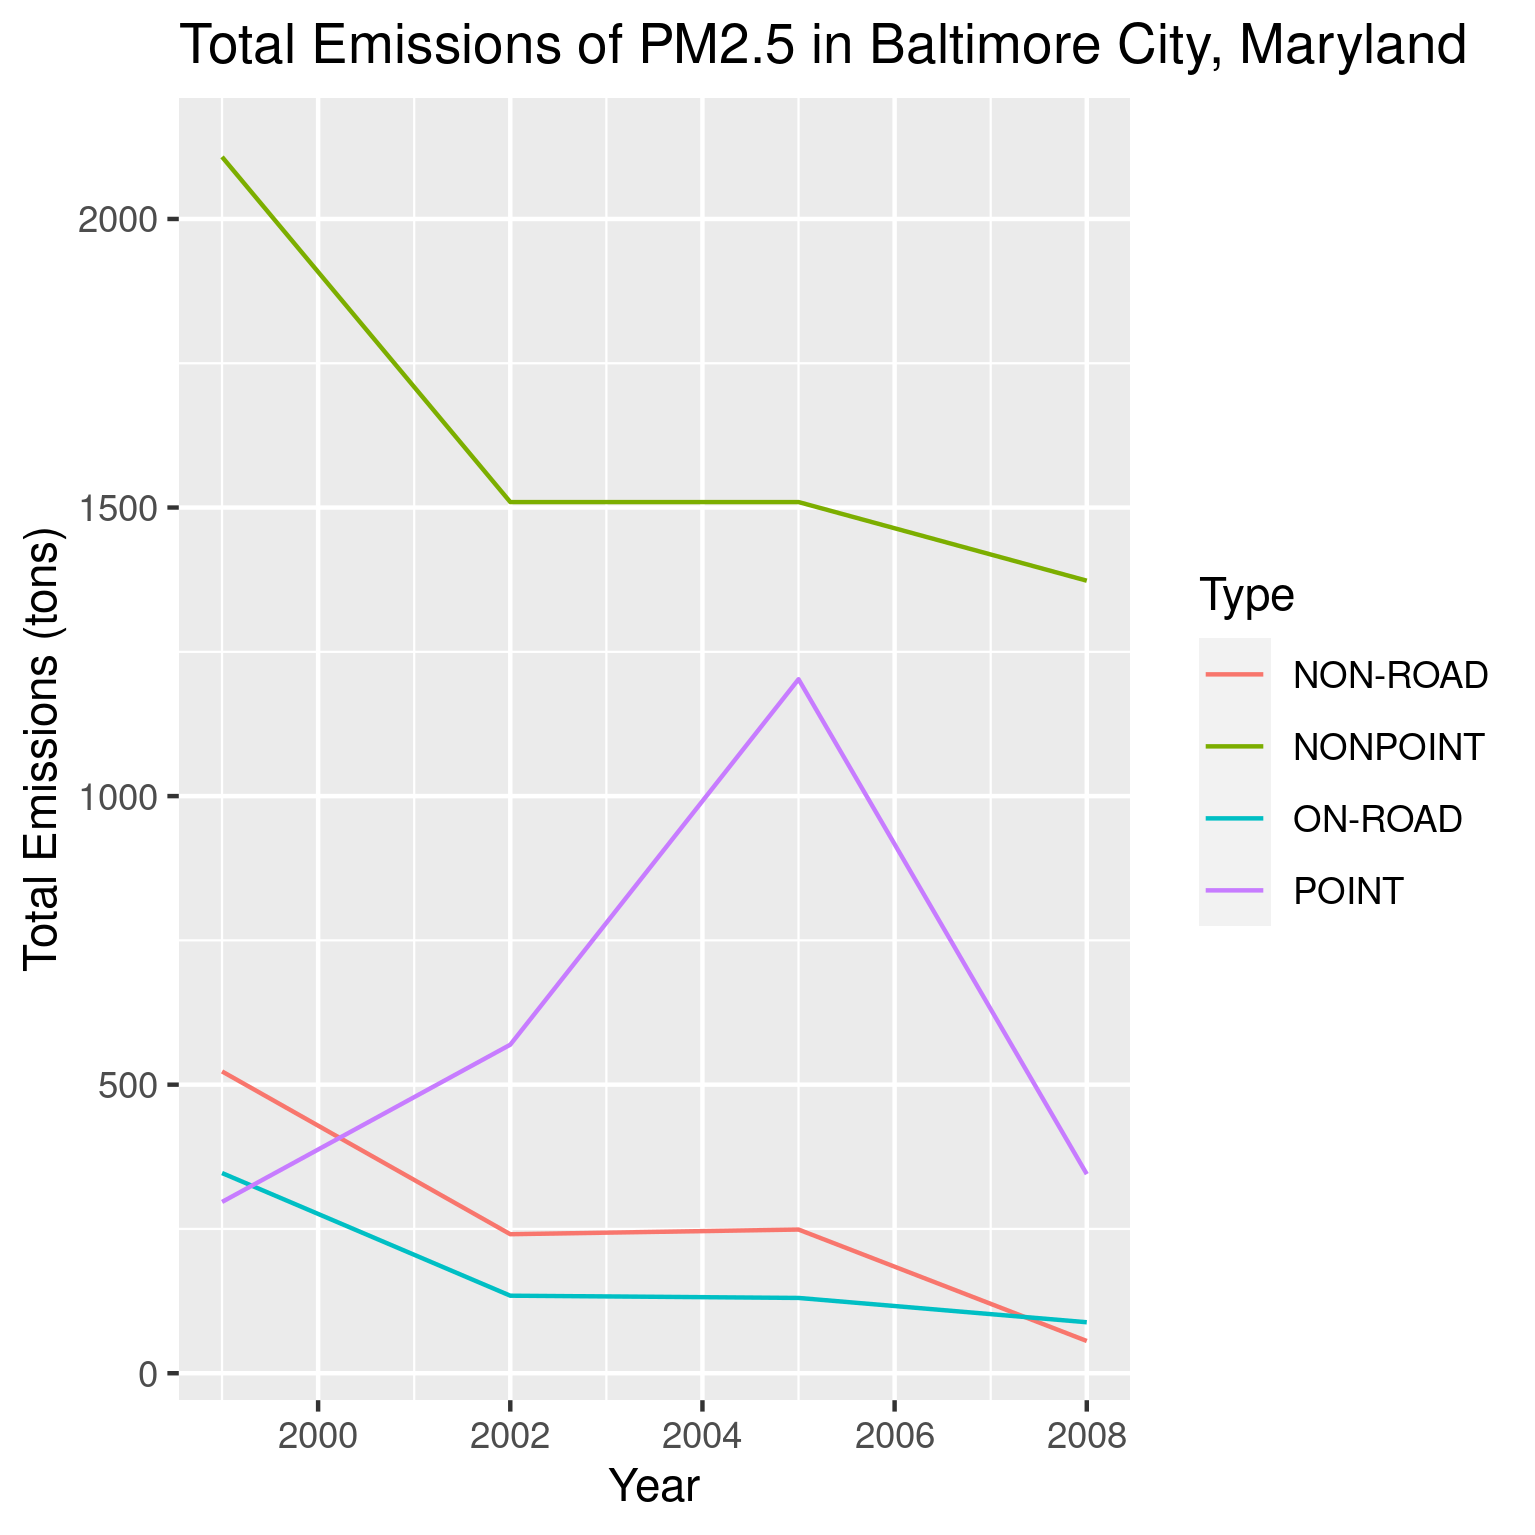 Total Emissions of PM2.5 in Baltimore City, Maryland
Total Emissions (tons)
2000
1500
1000
500
0
2000 2002 2004 2006 2008
Year
Type
NON-ROAD
NONPOINT
ON-ROAD
POINT